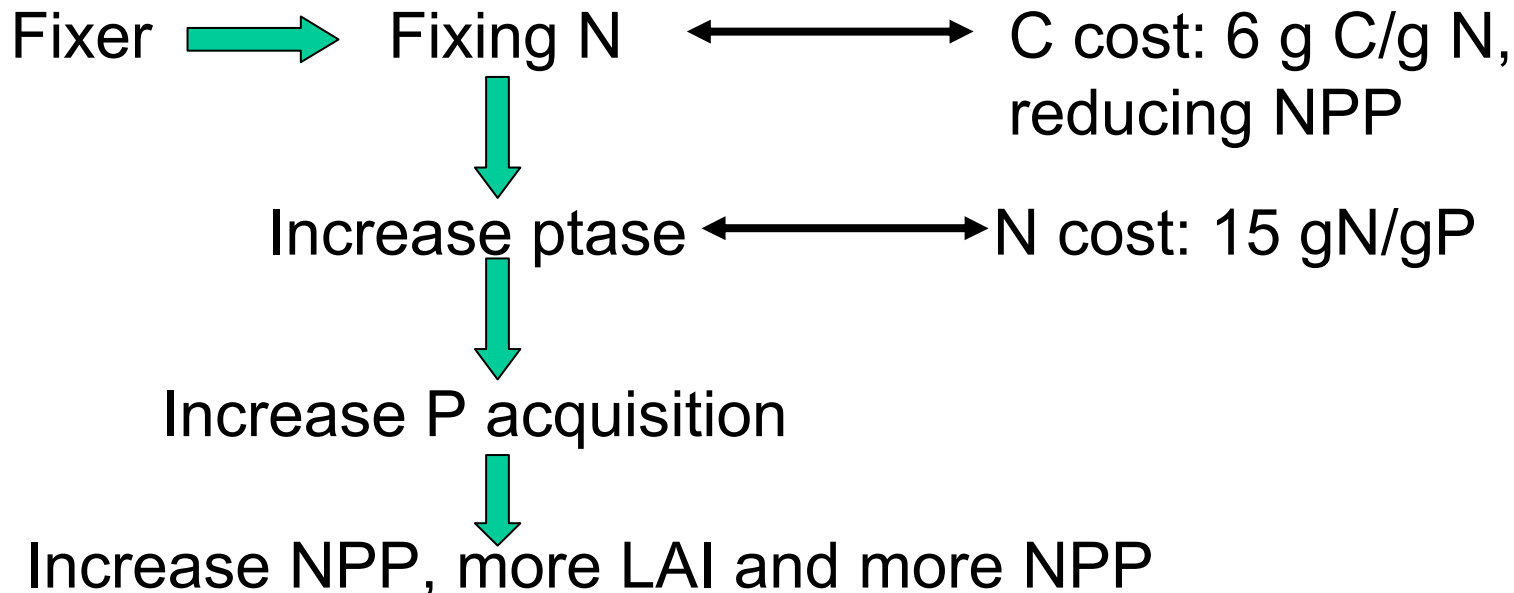 Fixer Fixing N C cost: 6 g C/g N,
reducing NPP
Increase ptase N cost: 15 gN/gP
Increase P acquisition
Increase NPP, more LAI and more NPP